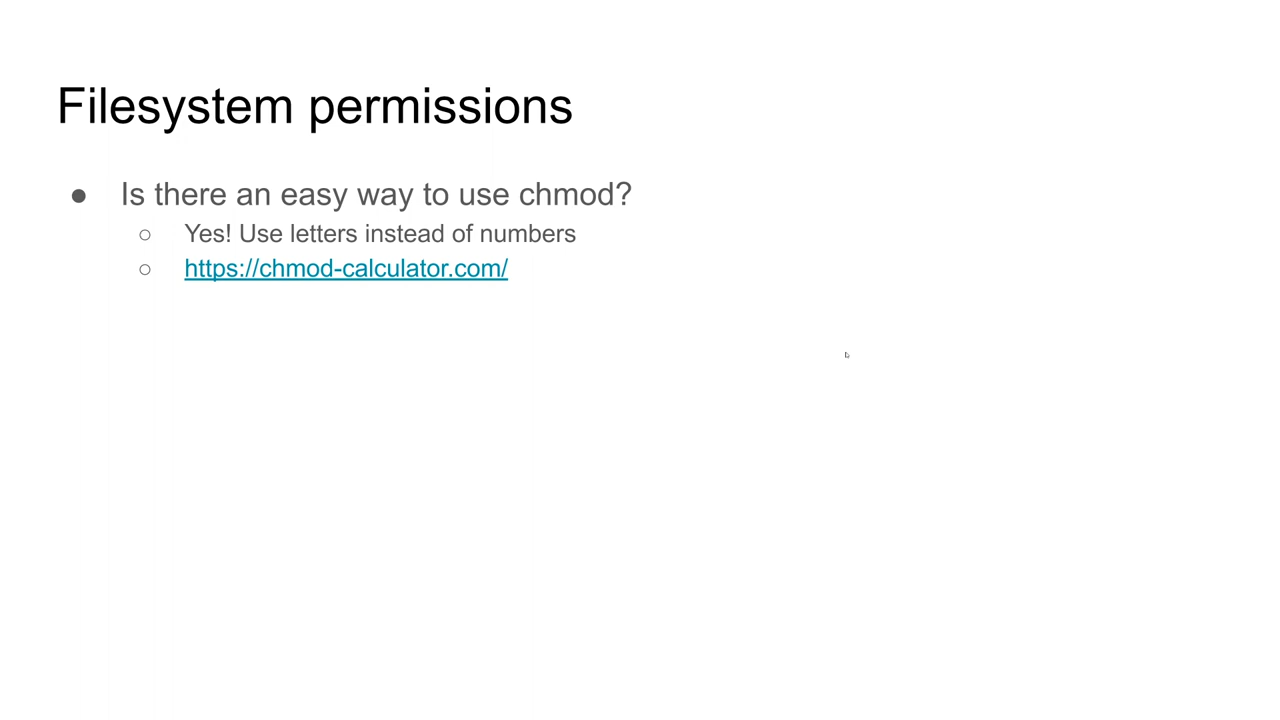 Filesystem permissions
● Is there an easy way to use chmod?
○ Yes! Use letters instead of numbers
○ https://chmod-calculator.com/